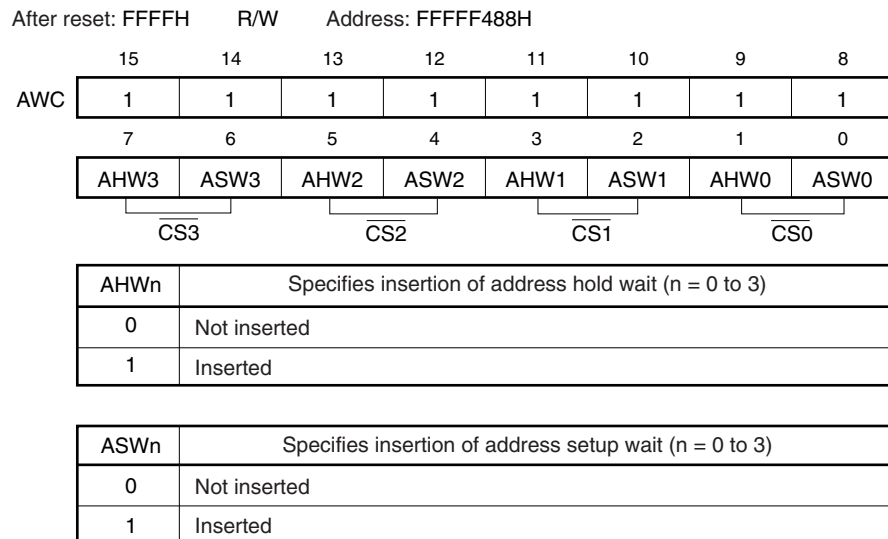 After reset: FFFFH R/W Address: FFFFF488H
15 14 13 12 11 10 9 8
AWC 1 1 1 1 1 1 1 1
7 6 5 4 3 2 1 0
AHW3 ASW3 AHW2 ASW2 AHW1 ASW1 AHW0 ASW0
CS3 CS2 CS1 CS0
AHWn Specifies insertion of address hold wait (n = 0 to 3)
0 Not inserted
1 Inserted
ASWn Specifies insertion of address setup wait (n = 0 to 3)
0 Not inserted
1 Inserted